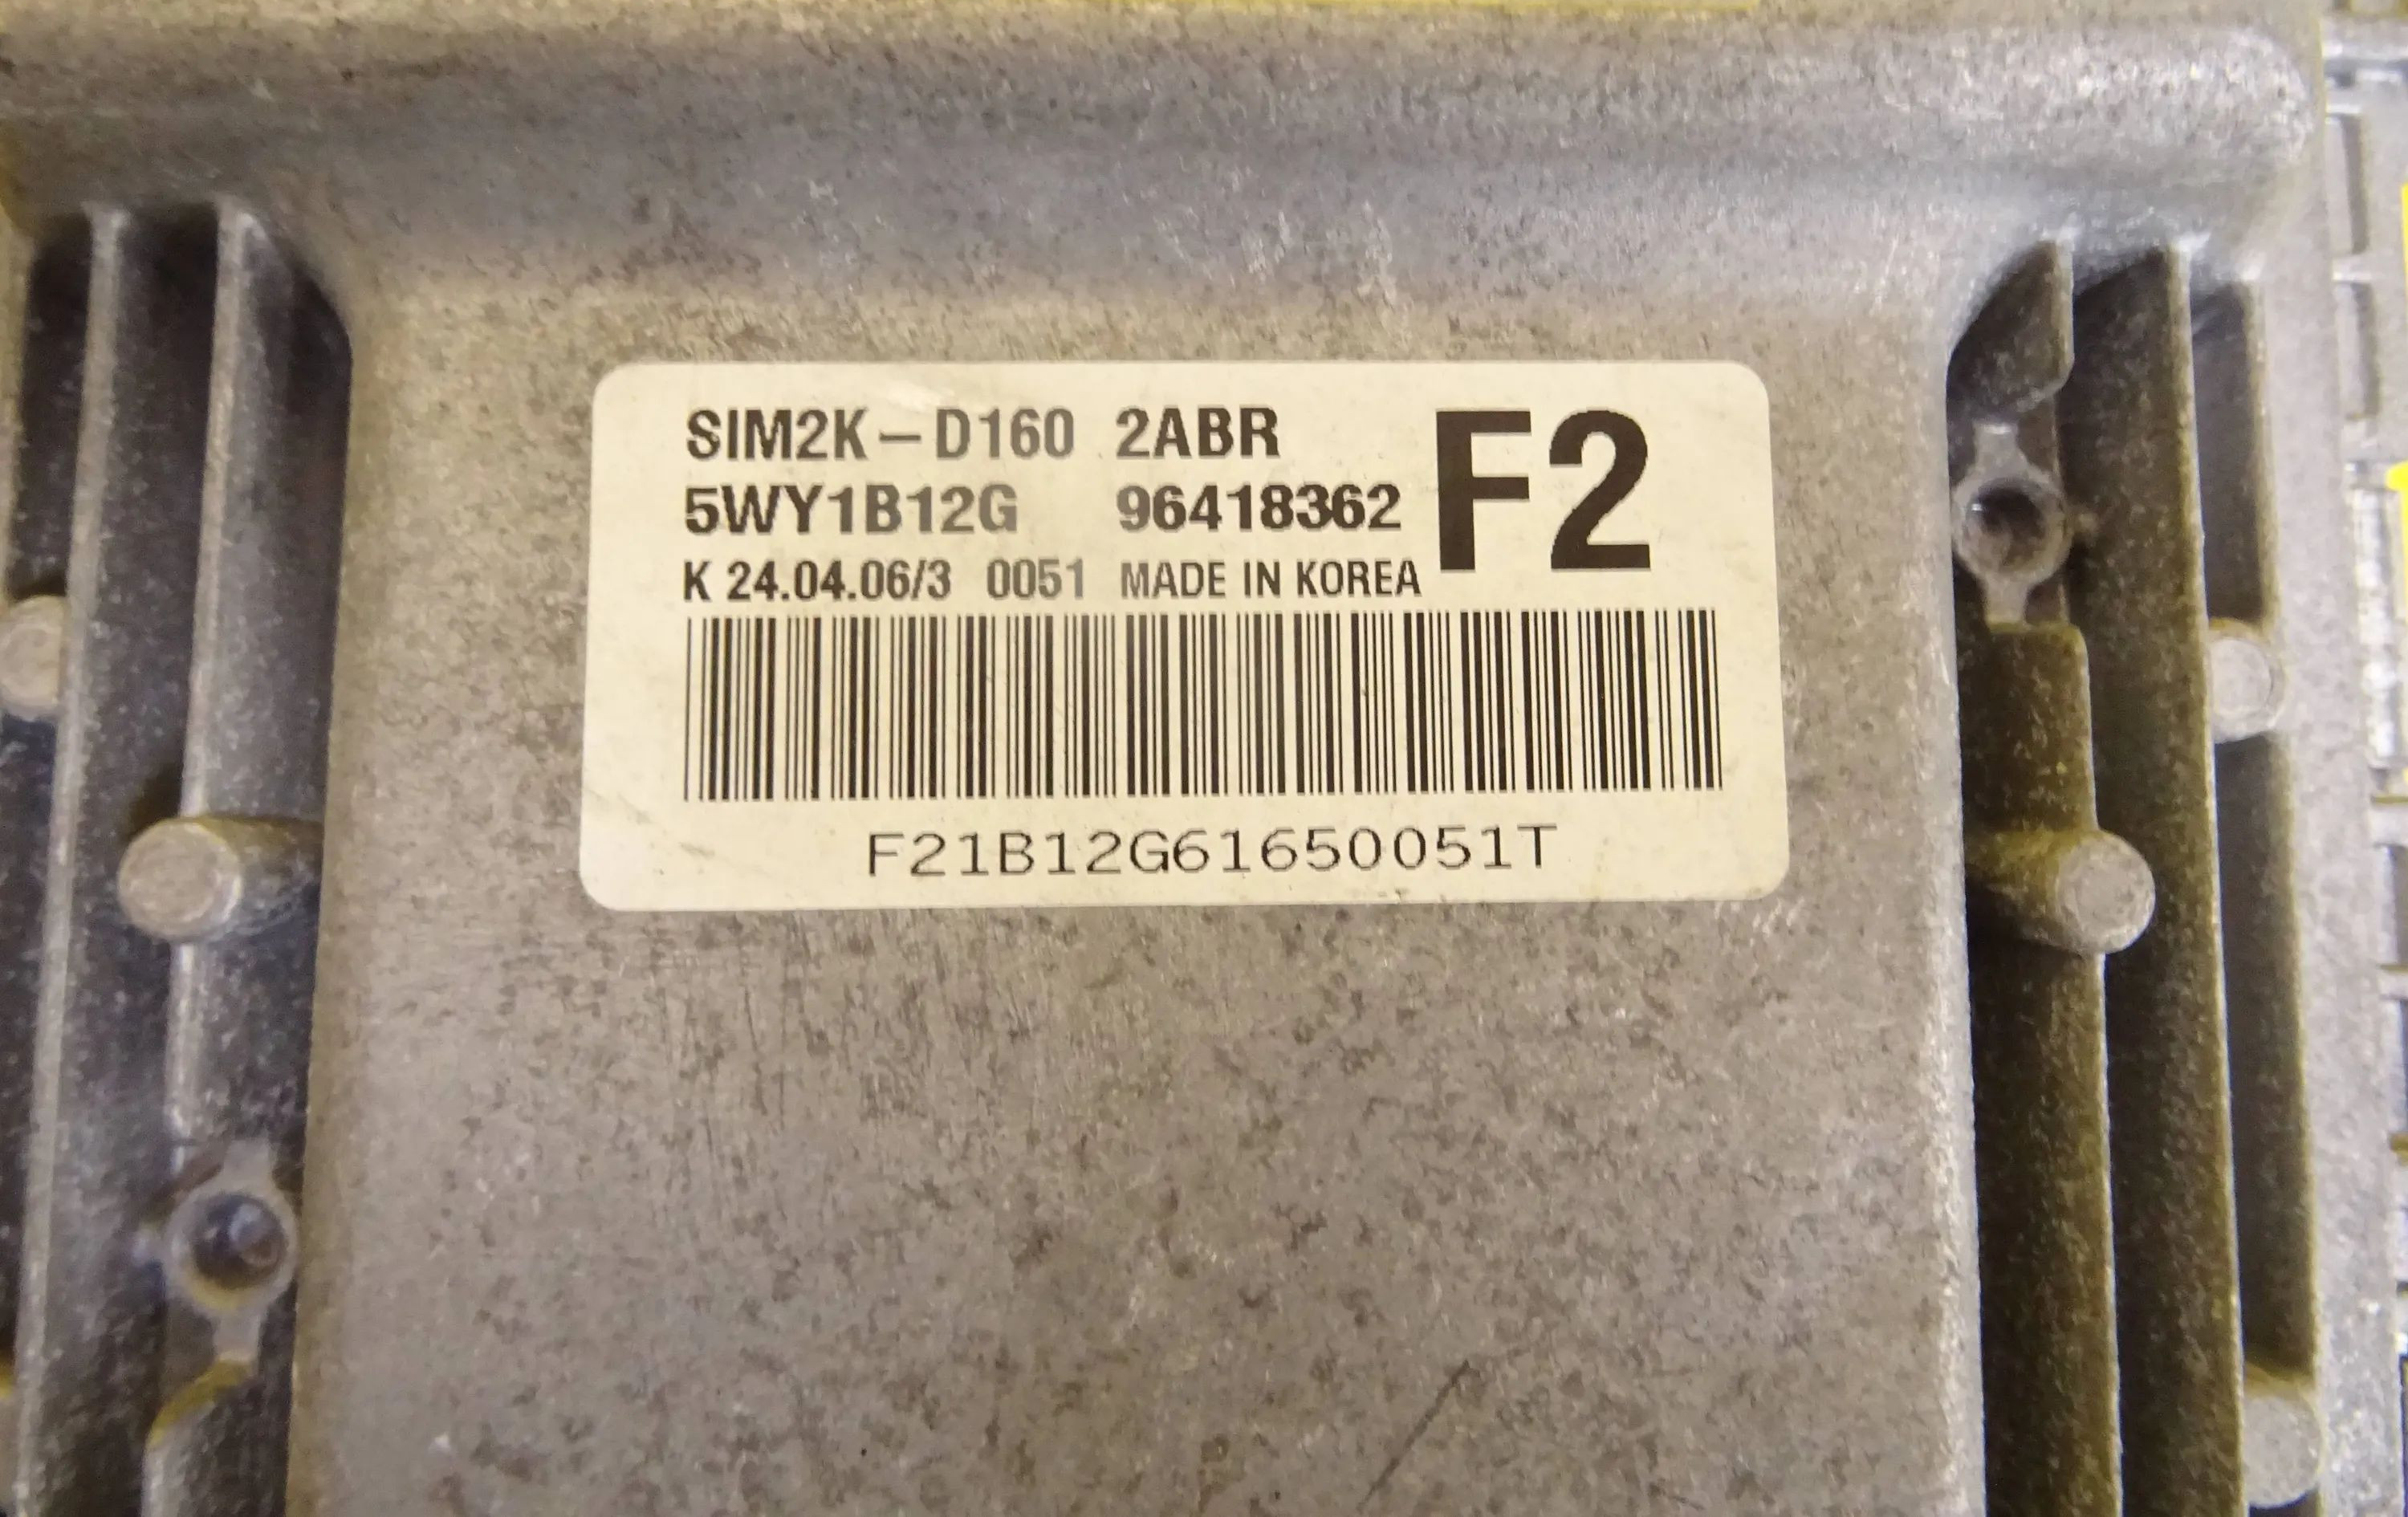 SIM2K–D160 2ABR F2
5WY1B12G 96418362
K 24.04.06/3 0051 MADE IN KOREA
F21B12G61650051T